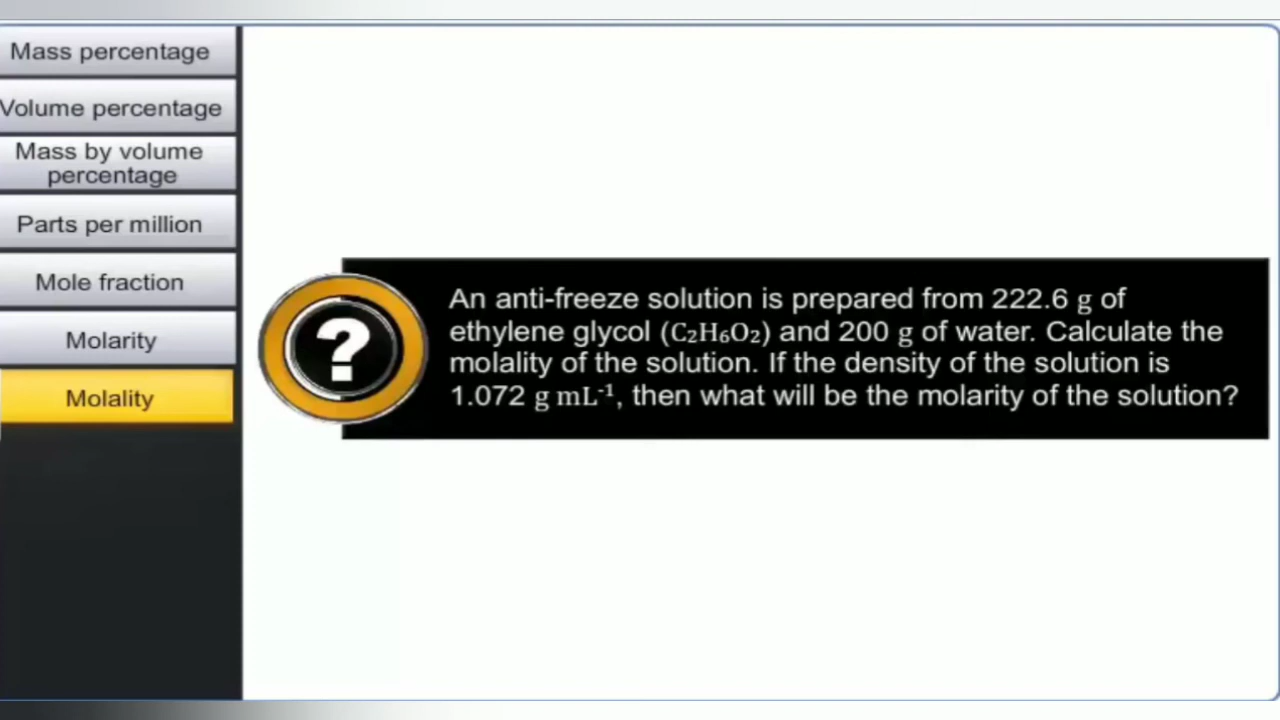 Mass percentage
Volume percentage
Mass by volume
percentage
Parts per million
Mole fraction
Molarity
Molality
?
An anti-freeze solution is prepared from 222.6 g of
ethylene glycol (C₂H₆O₂) and 200 g of water. Calculate the
molality of the solution. If the density of the solution is
1.072 g mL⁻¹, then what will be the molarity of the solution?